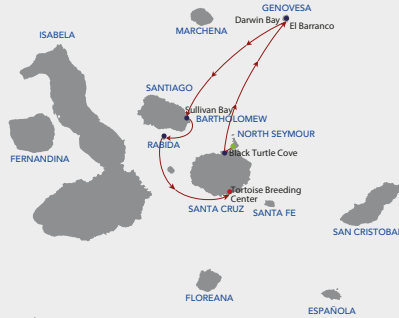 GENOVESA
MARCHENA
Darwin Bay
El Barranco
ISABELA
SANTIAGO
Sullivan Bay
BARTHOLOMEW
NORTH SEYMOUR
RABIDA
FERNANDINA
Black Turtle Cove
Tortoise Breeding
Center
SANTA CRUZ
SANTA FE
SAN CRISTOBAL
FLOREANA
ESPAÑOLA